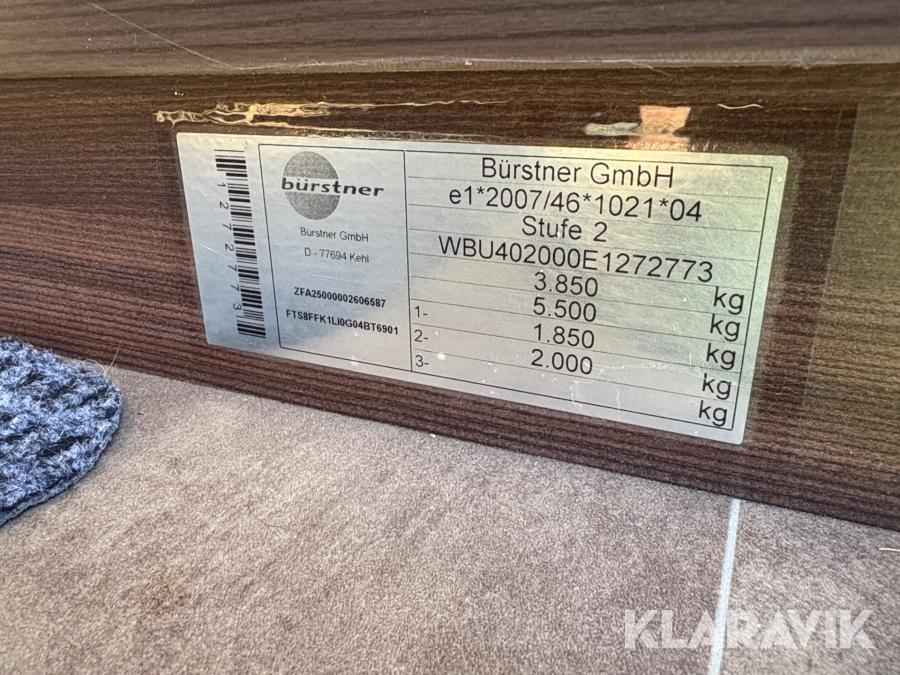 1272773
bürstner
Bürstner GmbH
D - 77694 Kehl
ZFA25000002606587
FTS8FFK1LI0G04BT6901
Bürstner GmbH
e1*2007/46*1021*04
Stufe 2
WBU402000E1272773
3.850 kg
5.500 kg
1- 1.850 kg
2- 2.000 kg
3- kg
KLARAVIK